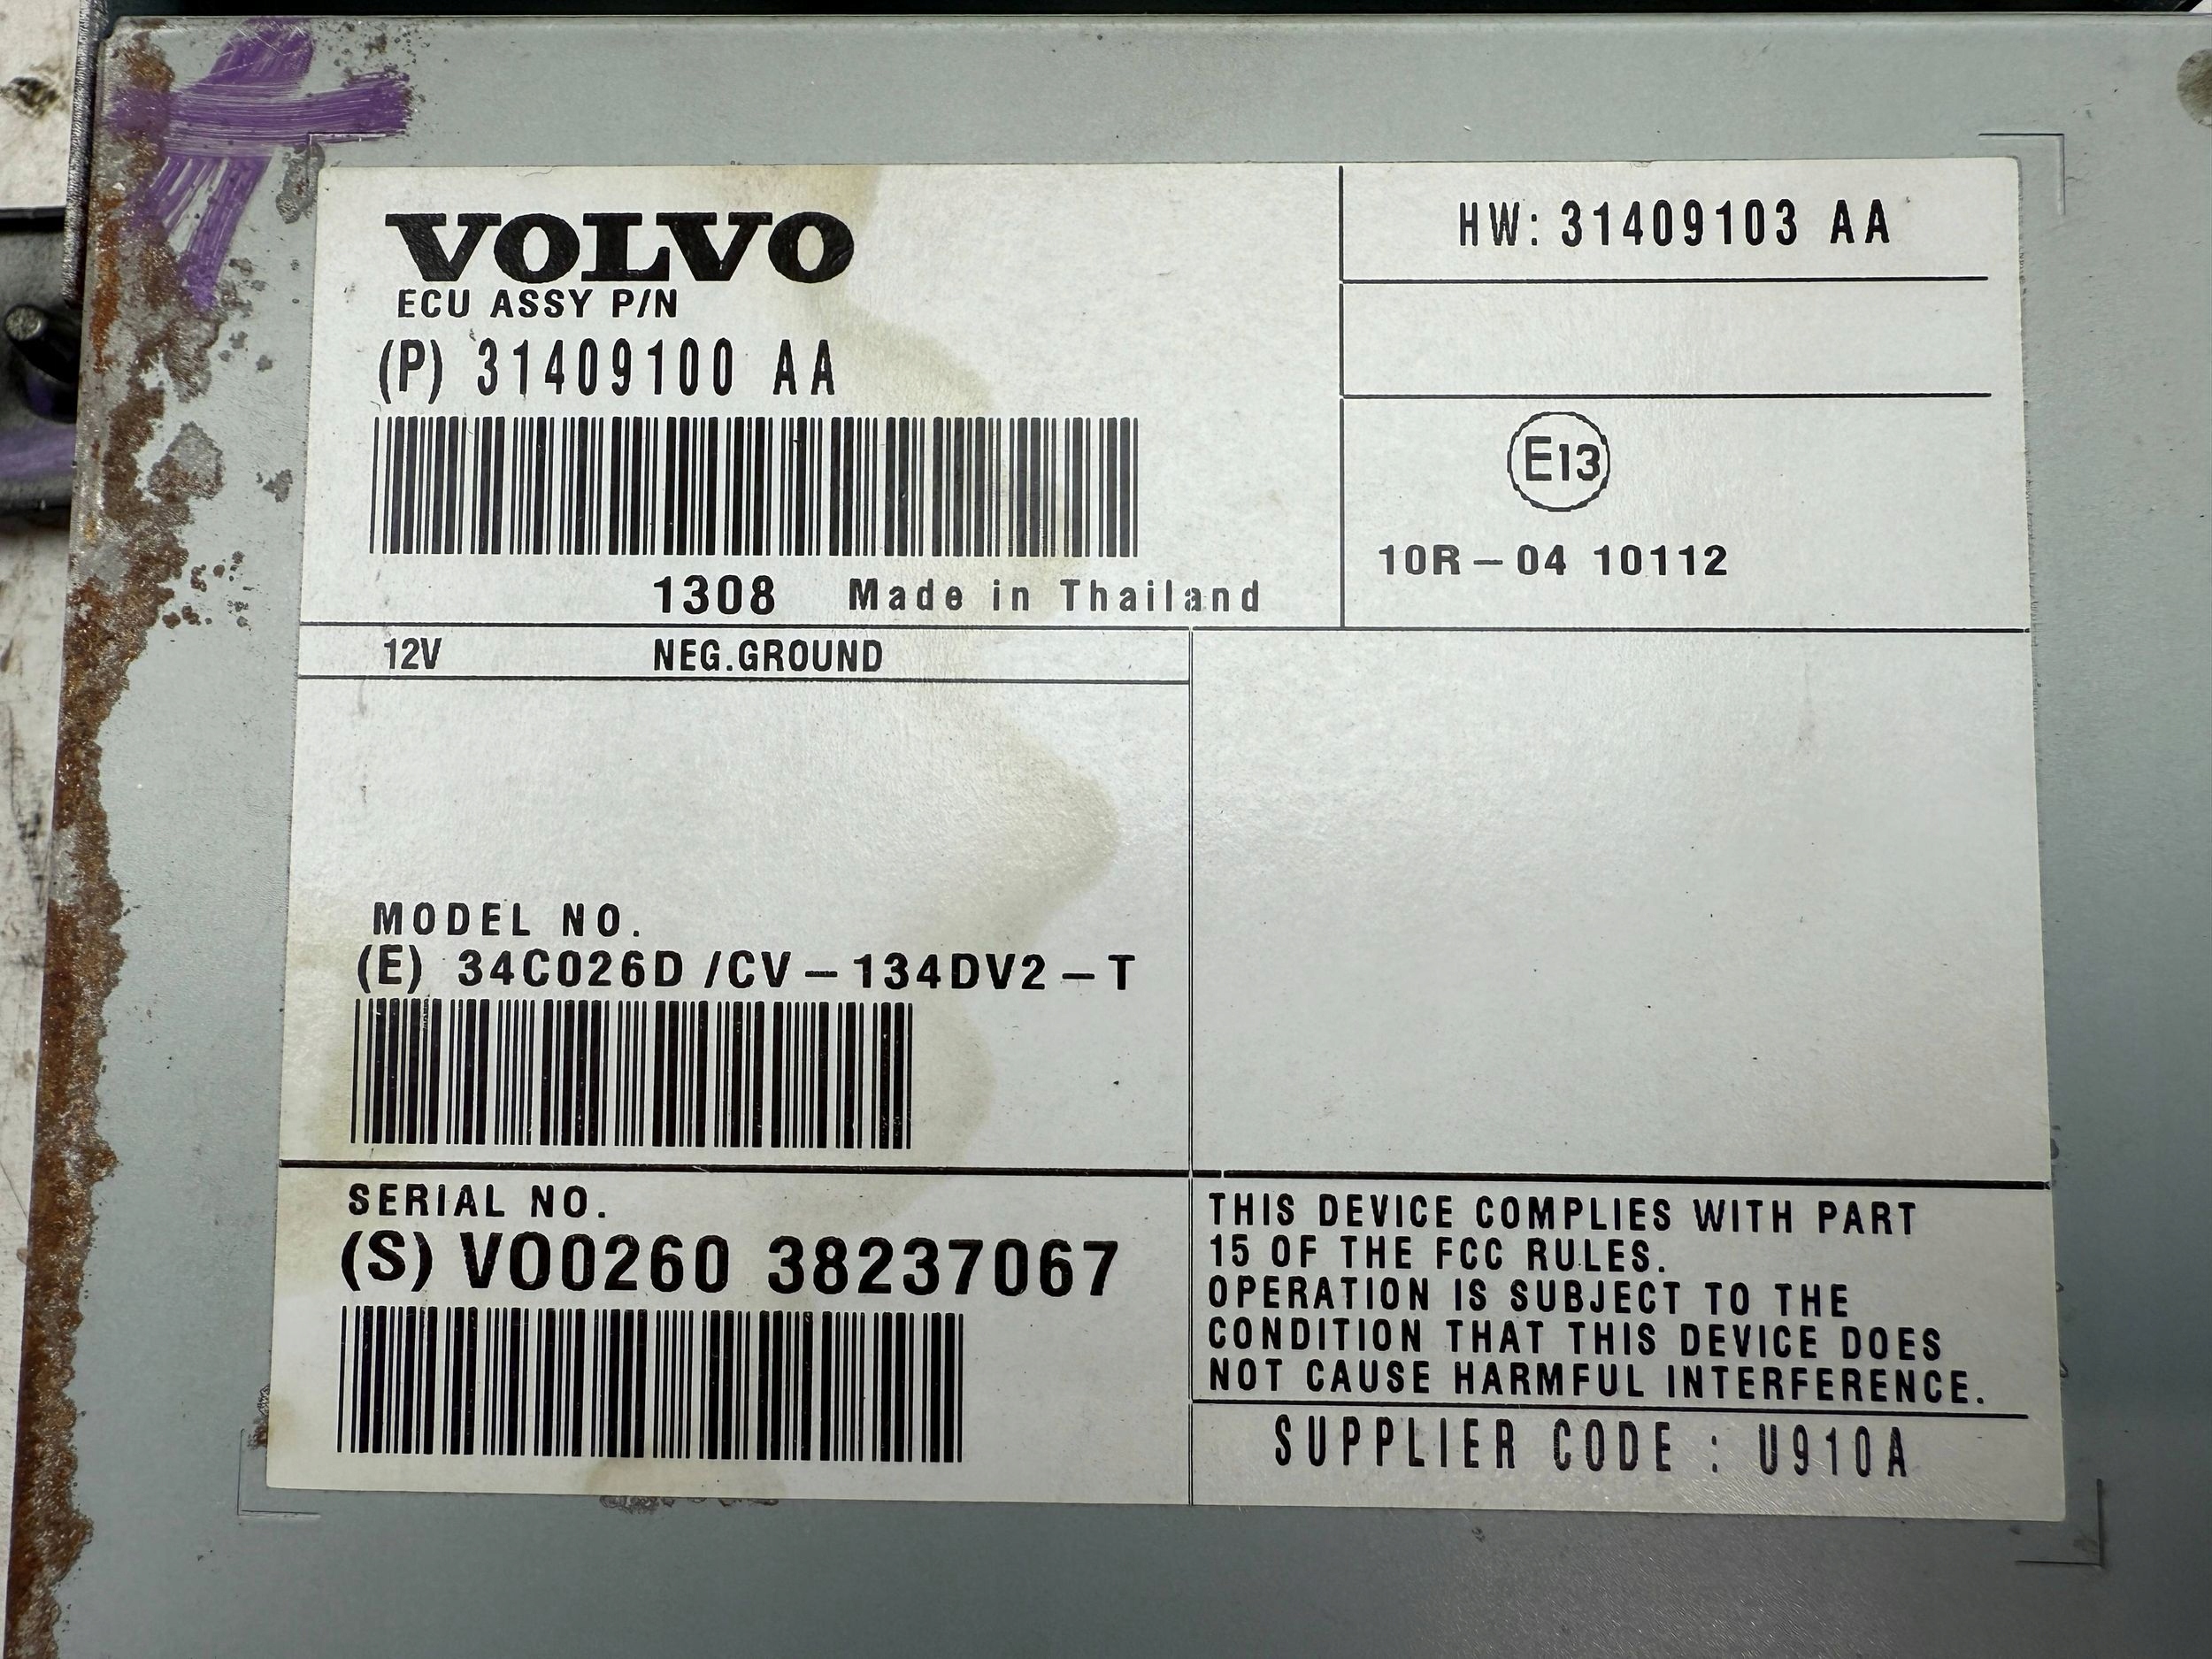 VOLVO
ECU ASSY P/N
(P) 31409100 AA
1308 Made in Thailand
HW: 31409103 AA
E13
10R-04 10112
12V NEG.GROUND
MODEL NO.
(E) 34C026D /CV-134DV2-T
SERIAL NO.
(S) VO0260 38237067
THIS DEVICE COMPLIES WITH PART
15 OF THE FCC RULES.
OPERATION IS SUBJECT TO THE
CONDITION THAT THIS DEVICE DOES
NOT CAUSE HARMFUL INTERFERENCE.
SUPPLIER CODE : U910A